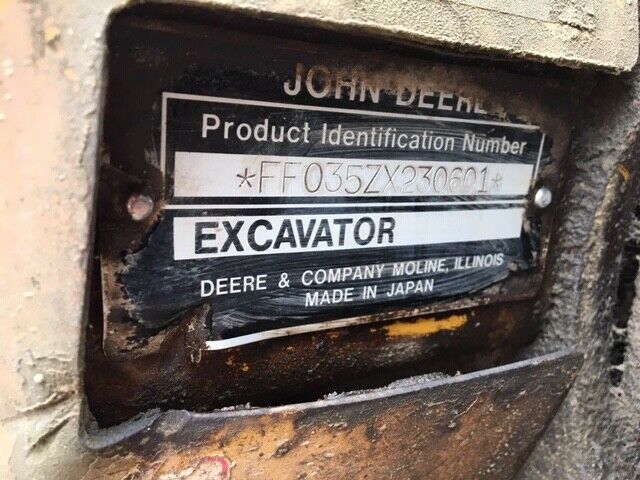 JOHN DEERE
Product Identification Number
*FF035ZX230601*
EXCAVATOR
DEERE & COMPANY MOLINE, ILLINOIS
MADE IN JAPAN